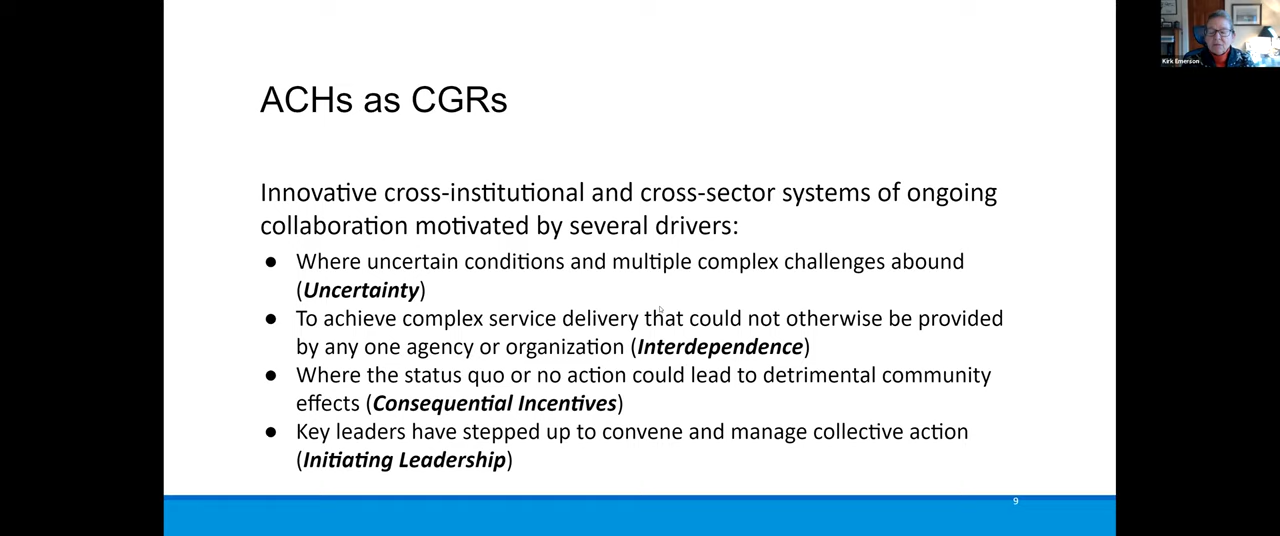 ACHs as CGRs
Innovative cross-institutional and cross-sector systems of ongoing
collaboration motivated by several drivers:
● Where uncertain conditions and multiple complex challenges abound
(Uncertainty)
● To achieve complex service delivery that could not otherwise be provided
by any one agency or organization (Interdependence)
● Where the status quo or no action could lead to detrimental community
effects (Consequential Incentives)
● Key leaders have stepped up to convene and manage collective action
(Initiating Leadership)
9
Kirk Emerson